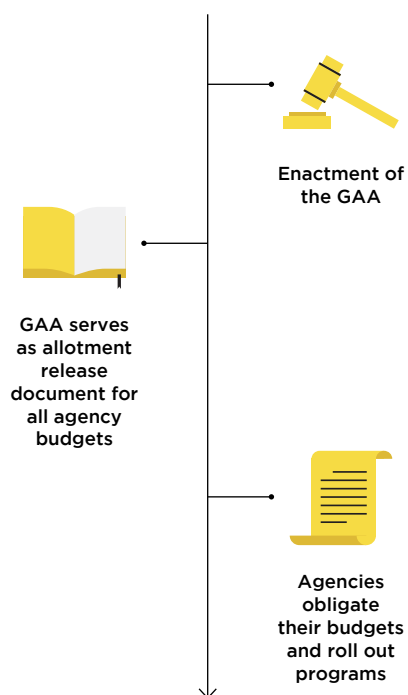 Enactment of
the GAA
GAA serves
as allotment
release
document for
all agency
budgets
Agencies
obligate
their budgets
and roll out
programs